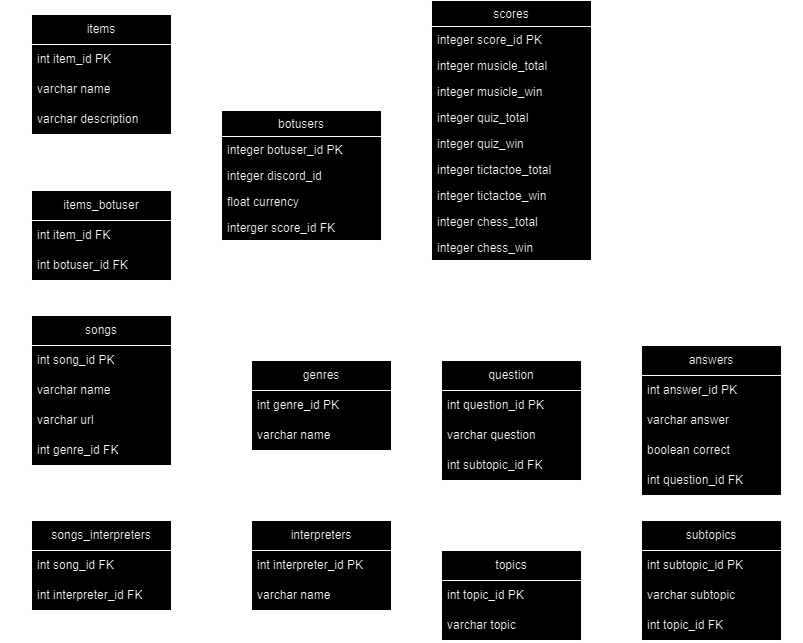 items
int item_id PK
varchar name
varchar description
items_botuser
int item_id FK
int botuser_id FK
botusers
integer botuser_id PK
integer discord_id
float currency
interger score_id FK
scores
integer score_id PK
integer musicle_total
integer musicle_win
integer quiz_total
integer quiz_win
integer tictactoe_total
integer tictactoe_win
integer chess_total
integer chess_win
songs
int song_id PK
varchar name
varchar url
int genre_id FK
genres
int genre_id PK
varchar name
question
int question_id PK
varchar question
int subtopic_id FK
answers
int answer_id PK
varchar answer
boolean correct
int question_id FK
songs_interpreters
int song_id FK
int interpreter_id FK
interpreters
int interpreter_id PK
varchar name
topics
int topic_id PK
varchar topic
subtopics
int subtopic_id PK
varchar subtopic
int topic_id FK